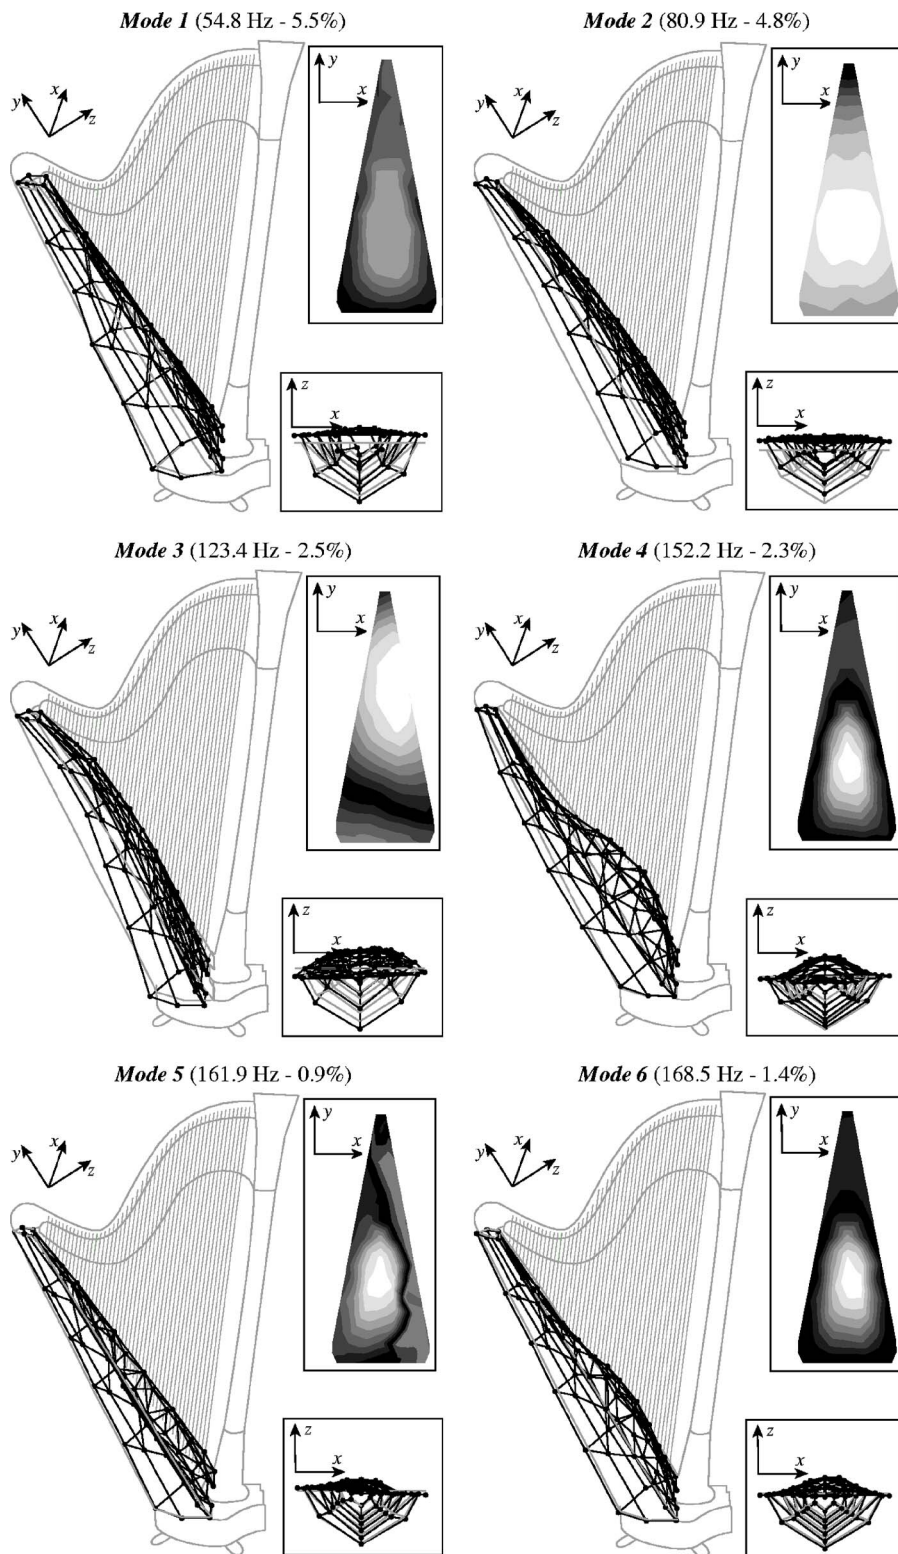 Mode 1 (54.8 Hz - 5.5%)
y
x
z
y
x
z
x
Mode 2 (80.9 Hz - 4.8%)
y
x
z
y
x
z
x
Mode 3 (123.4 Hz - 2.5%)
y
x
z
y
x
z
x
Mode 4 (152.2 Hz - 2.3%)
y
x
z
y
x
z
x
Mode 5 (161.9 Hz - 0.9%)
y
x
z
y
x
z
x
Mode 6 (168.5 Hz - 1.4%)
y
x
z
y
x
z
x